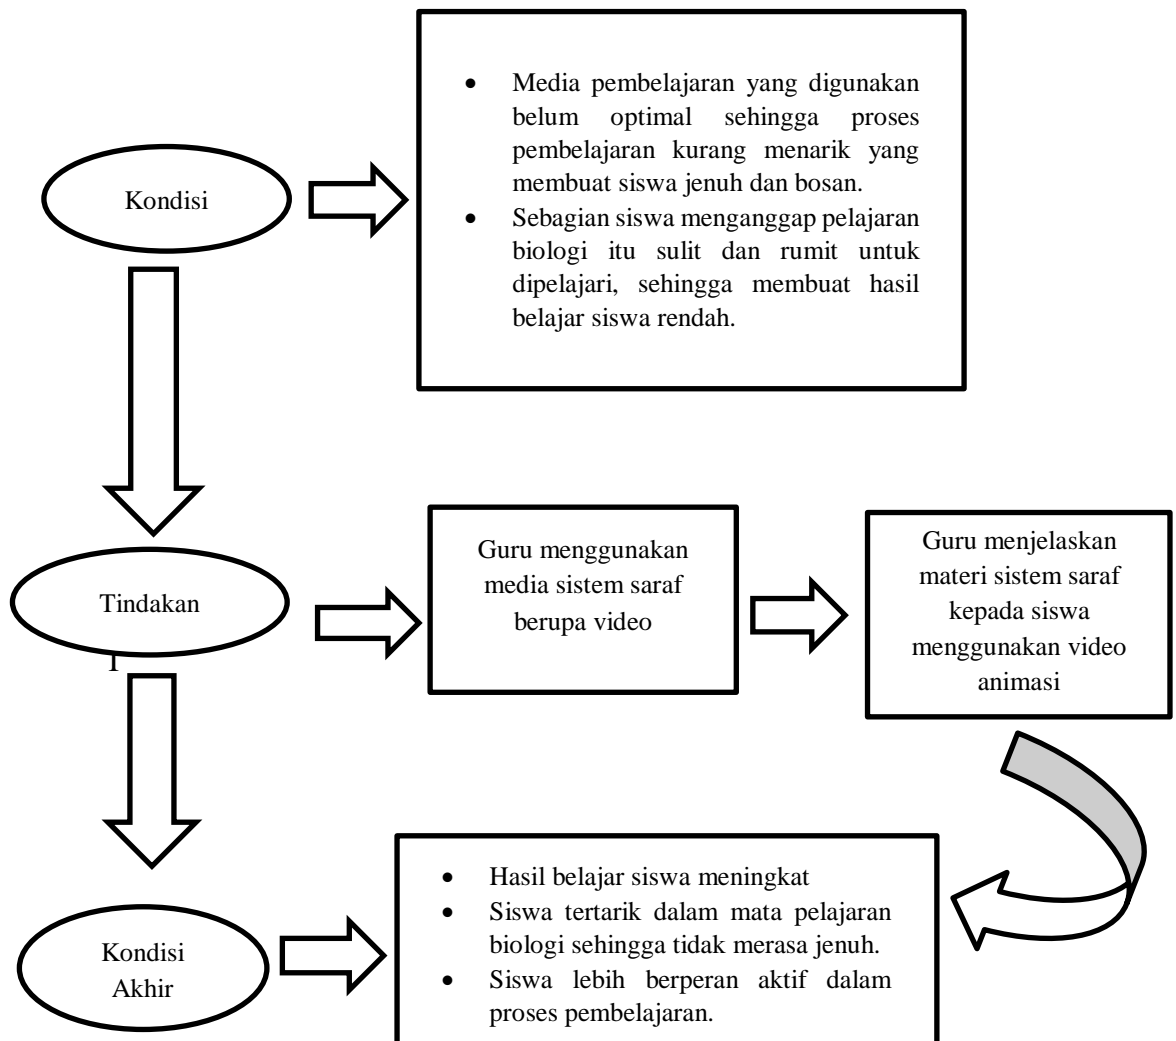 • Media pembelajaran yang digunakan
belum optimal sehingga proses
pembelajaran kurang menarik yang
membuat siswa jenuh dan bosan.
• Sebagian siswa menganggap pelajaran
biologi itu sulit dan rumit untuk
dipelajari, sehingga membuat hasil
belajar siswa rendah.
Kondisi
Tindakan
Guru menggunakan
media sistem saraf
berupa video
Guru menjelaskan
materi sistem saraf
kepada siswa
menggunakan video
animasi
Kondisi
Akhir
• Hasil belajar siswa meningkat
• Siswa tertarik dalam mata pelajaran
biologi sehingga tidak merasa jenuh.
• Siswa lebih berperan aktif dalam
proses pembelajaran.